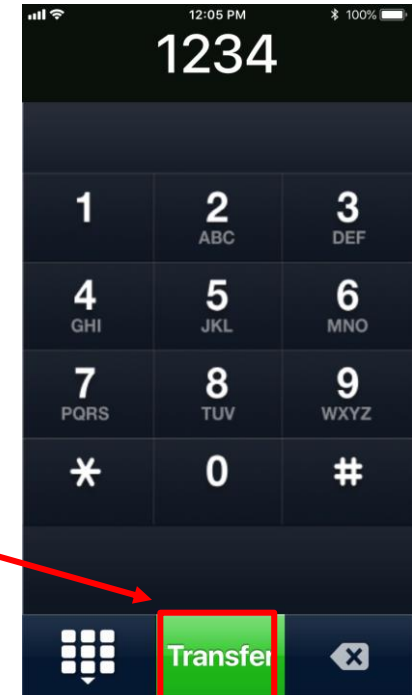 12:05 PM 100%
1234
1 2 3
ABC DEF
4 5 6
GHI JKL MNO
7 8 9
PQRS TUV WXYZ
* 0 #
Transfer